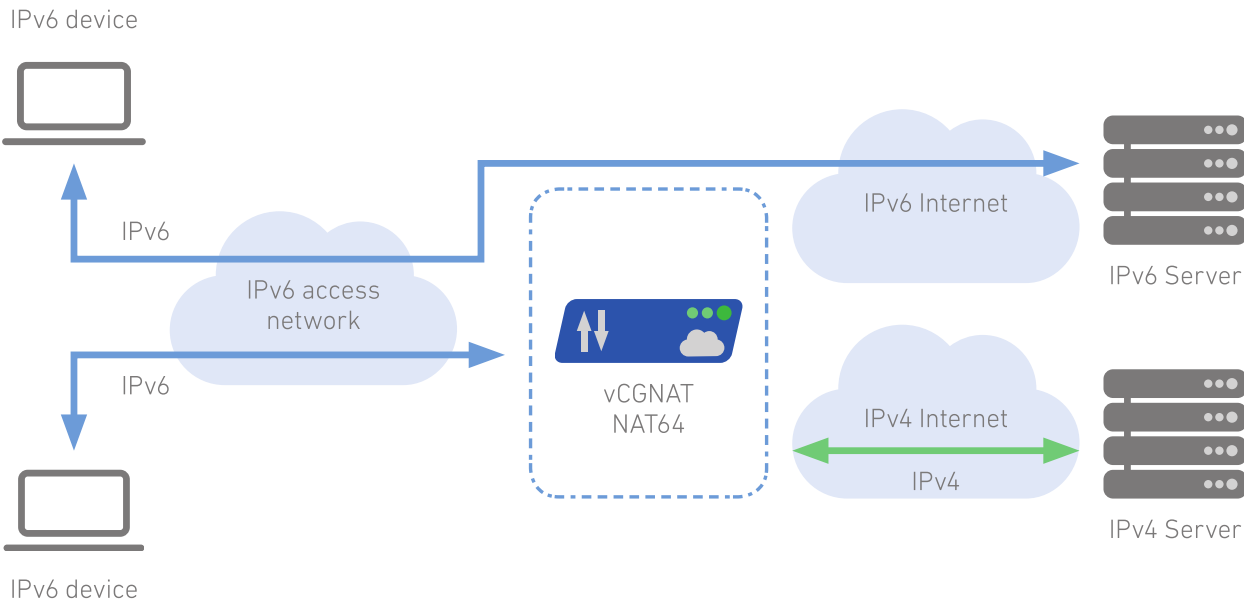 IPv6 device
IPv6
IPv6 access
network
IPv6
IPv6 device
vCGNAT
NAT64
IPv6 Internet
IPv6 Server
IPv4 Internet
IPv4
IPv4 Server